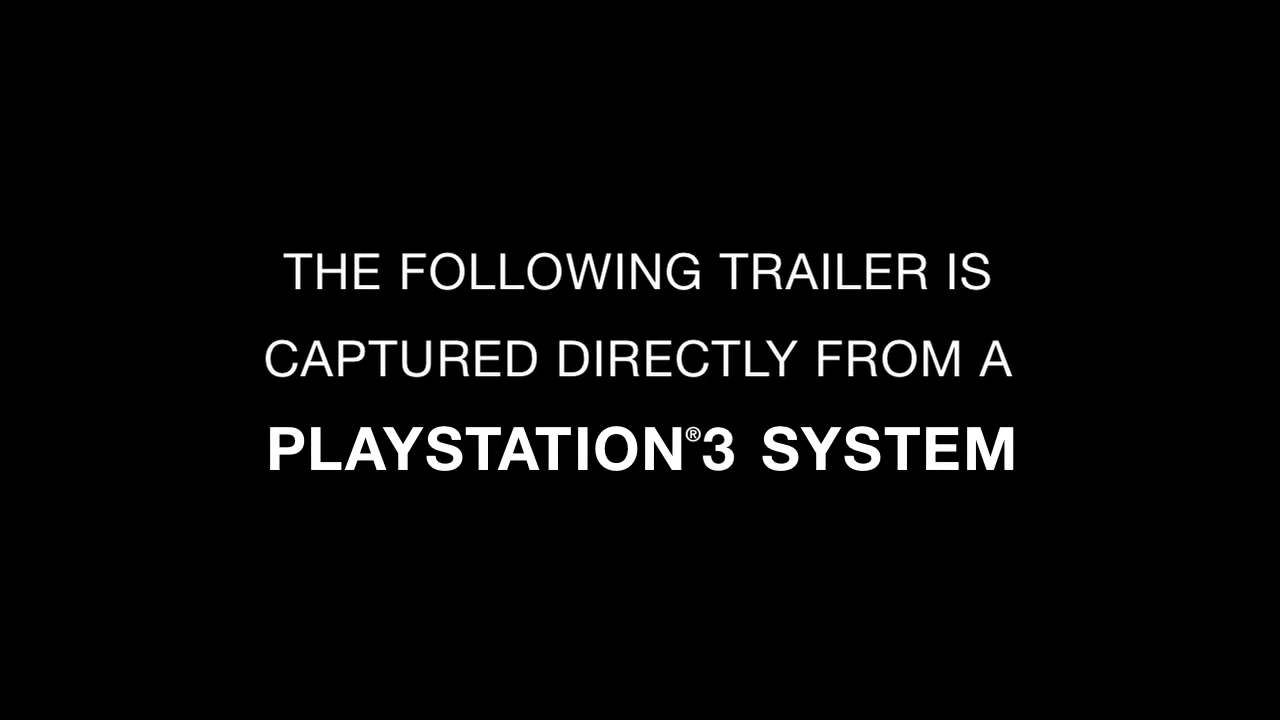 THE FOLLOWING TRAILER IS
CAPTURED DIRECTLY FROM A
PLAYSTATION®3 SYSTEM